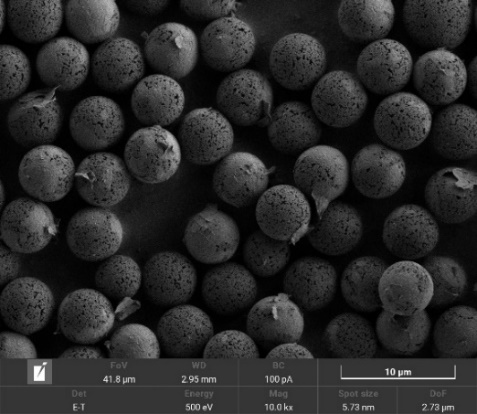 FoV WD BC
41.8 µm 2.95 mm 100 pA 10 µm
Det Energy Mag Spot size DoF
E-T 500 eV 10.0 kx 5.73 nm 2.73 µm